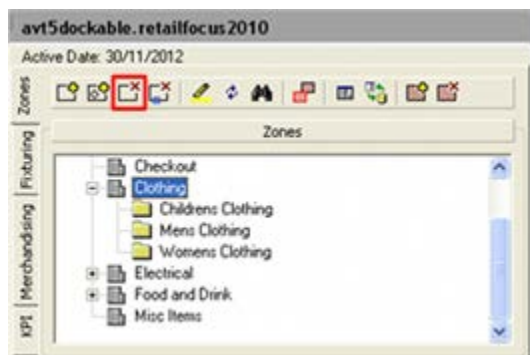 avt5dockable.retailfocus2010
Active Date: 30/11/2012
Zones
Fixturing
Merchandising
KPI
Zones
Checkout
Clothing
Childrens Clothing
Mens Clothing
Womens Clothing
Electrical
Food and Drink
Misc Items